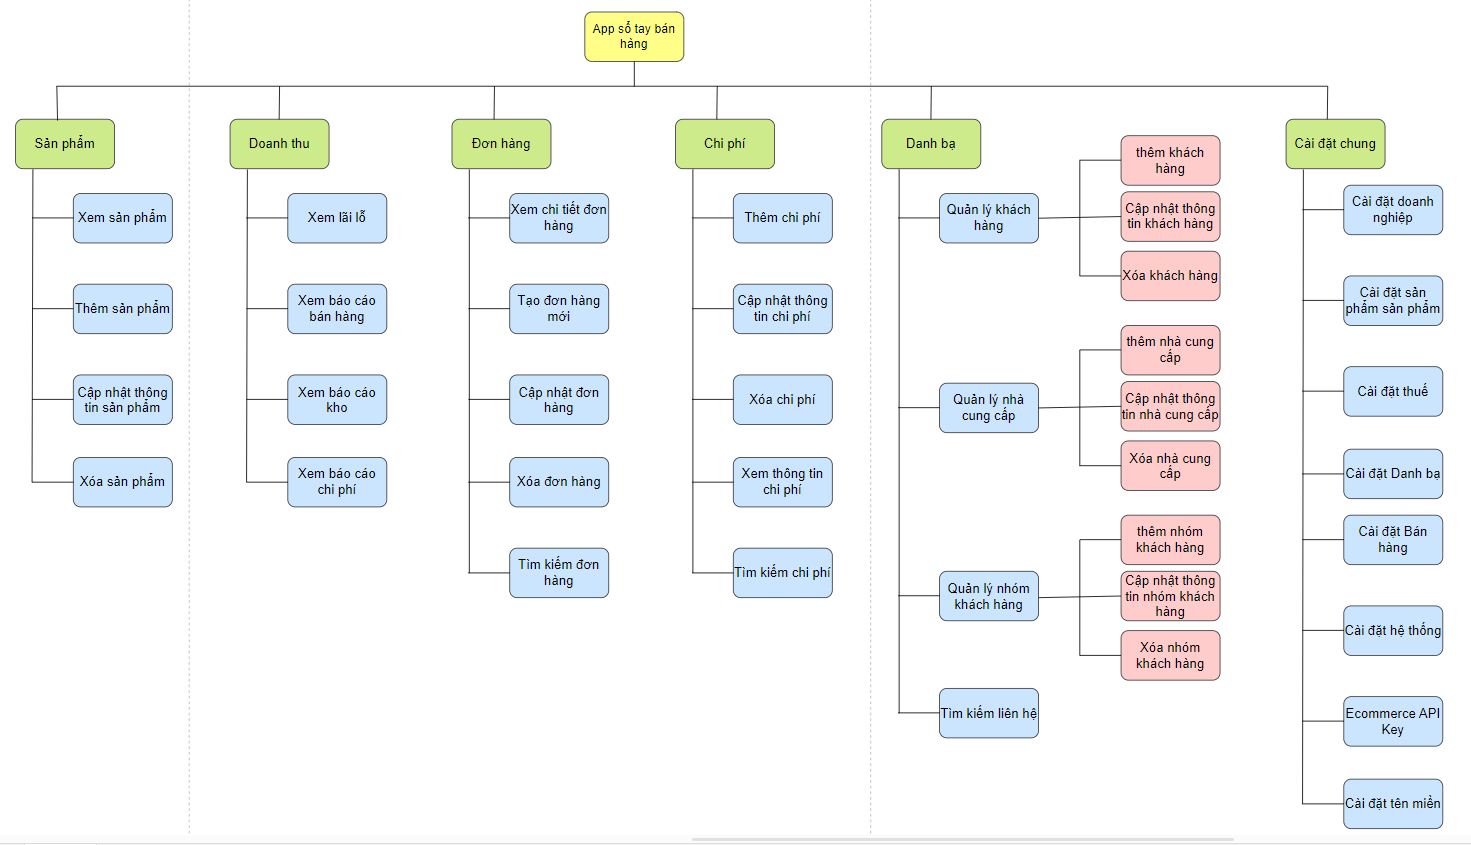 App sổ tay bán
hàng
Sản phẩm
Xem sản phẩm
Thêm sản phẩm
Cập nhật thông
tin sản phẩm
Xóa sản phẩm
Doanh thu
Xem lãi lỗ
Xem báo cáo
bán hàng
Xem báo cáo
kho
Xem báo cáo
chi phí
Đơn hàng
Xem chi tiết đơn
hàng
Tạo đơn hàng
mới
Cập nhật đơn
hàng
Xóa đơn hàng
Tìm kiếm đơn
hàng
Chi phí
Thêm chi phí
Cập nhật thông
tin chi phí
Xóa chi phí
Xem thông tin
chi phí
Tìm kiếm chi phí
Danh bạ
Quản lý khách
hàng
thêm khách
hàng
Cập nhật thông
tin khách hàng
Xóa khách hàng
Quản lý nhà
cung cấp
thêm nhà cung
cấp
Cập nhật thông
tin nhà cung cấp
Xóa nhà cung
cấp
Quản lý nhóm
khách hàng
thêm nhóm
khách hàng
Cập nhật thông
tin nhóm khách
hàng
Xóa nhóm
khách hàng
Tìm kiếm liên hệ
Cài đặt chung
Cài đặt doanh
nghiệp
Cài đặt sản
phẩm sản phẩm
Cài đặt thuế
Cài đặt Danh bạ
Cài đặt Bán
hàng
Cài đặt hệ thống
Ecommerce API
Key
Cài đặt tên miền